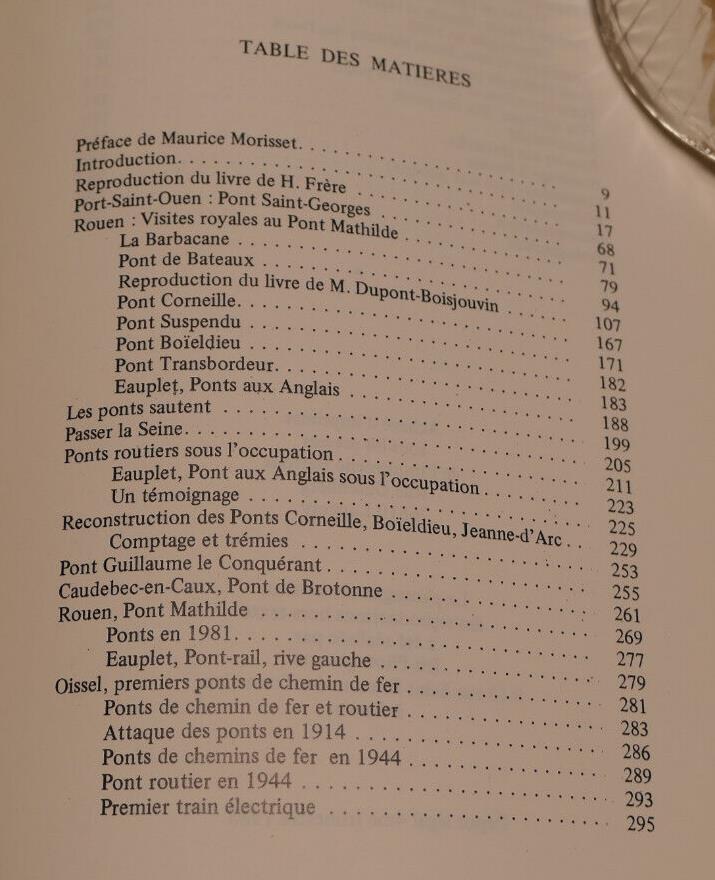 TABLE DES MATIERES
Préface de Maurice Morisset. . . . . . . . . . . . . . . . . . . . 9
Introduction. . . . . . . . . . . . . . . . . . . . 11
Reproduction du livre de H. Frère . . . . . . . . . . . . . . . 17
Port-Saint-Ouen : Pont Saint-Georges . . . . . . . . . . . . . . 68
Rouen : Visites royales au Pont Mathilde . . . . . . . . . . . . 71
La Barbacane . . . . . . . . . . . . . . . . . . . . 79
Pont de Bateaux . . . . . . . . . . . . . . . . . . . . 94
Reproduction du livre de M. Dupont-Boisjouvin . . . . . 107
Pont Corneille. . . . . . . . . . . . . . . . . . . . 167
Pont Suspendu . . . . . . . . . . . . . . . . . . . . 171
Pont Boïeldieu . . . . . . . . . . . . . . . . . . . . 182
Pont Transbordeur. . . . . . . . . . . . . . . . . . . . 183
Eauplet, Ponts aux Anglais . . . . . . . . . . . . . . . 188
Les ponts sautent . . . . . . . . . . . . . . . . . . . . 199
Passer la Seine. . . . . . . . . . . . . . . . . . . . 205
Ponts routiers sous l'occupation . . . . . . . . . . . . . . . 211
Eauplet, Pont aux Anglais sous l'occupation . . . . . . . 223
Un témoignage . . . . . . . . . . . . . . . . . . . . 225
Reconstruction des Ponts Corneille, Boïeldieu, Jeanne-d'Arc . . 229
Comptage et trémies . . . . . . . . . . . . . . . . . . 253
Pont Guillaume le Conquérant . . . . . . . . . . . . . . . . . 255
Caudebec-en-Caux, Pont de Brotonne . . . . . . . . . . . . . . 261
Rouen, Pont Mathilde . . . . . . . . . . . . . . . . . . . . 269
Ponts en 1981. . . . . . . . . . . . . . . . . . . . 277
Eauplet, Pont-rail, rive gauche . . . . . . . . . . . . . . 279
Oissel, premiers ponts de chemin de fer . . . . . . . . . . . . 281
Ponts de chemin de fer et routier . . . . . . . . . . . . 283
Attaque des ponts en 1914 . . . . . . . . . . . . . . . 286
Ponts de chemins de fer en 1944 . . . . . . . . . . . . 289
Pont routier en 1944 . . . . . . . . . . . . . . . . . . 293
Premier train électrique . . . . . . . . . . . . . . . . . 295